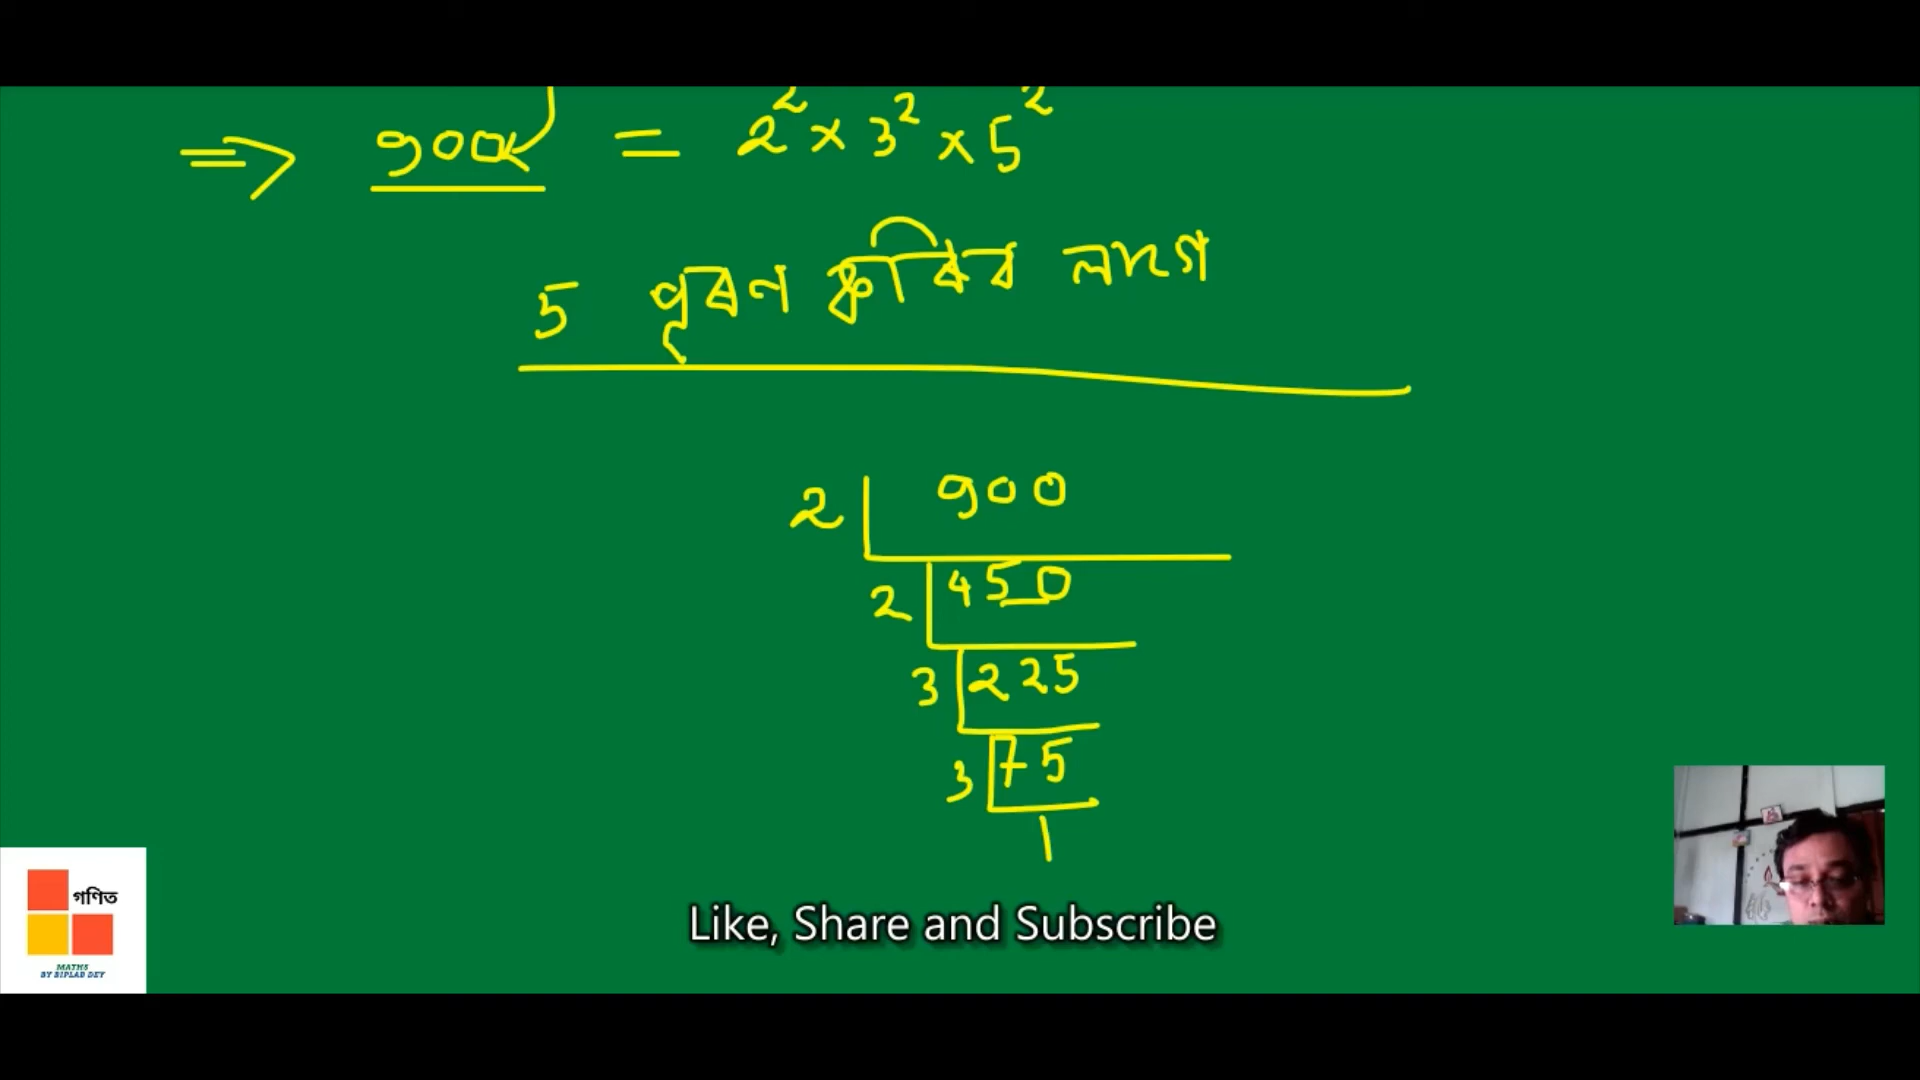 ⇒ 900 = 2² × 3² × 5²
5 পূৰণ কৰিব লাগে
2 900
2 450
3 225
3 75
1
গণিত
MATHS
BY BIPLAB DEY
Like, Share and Subscribe